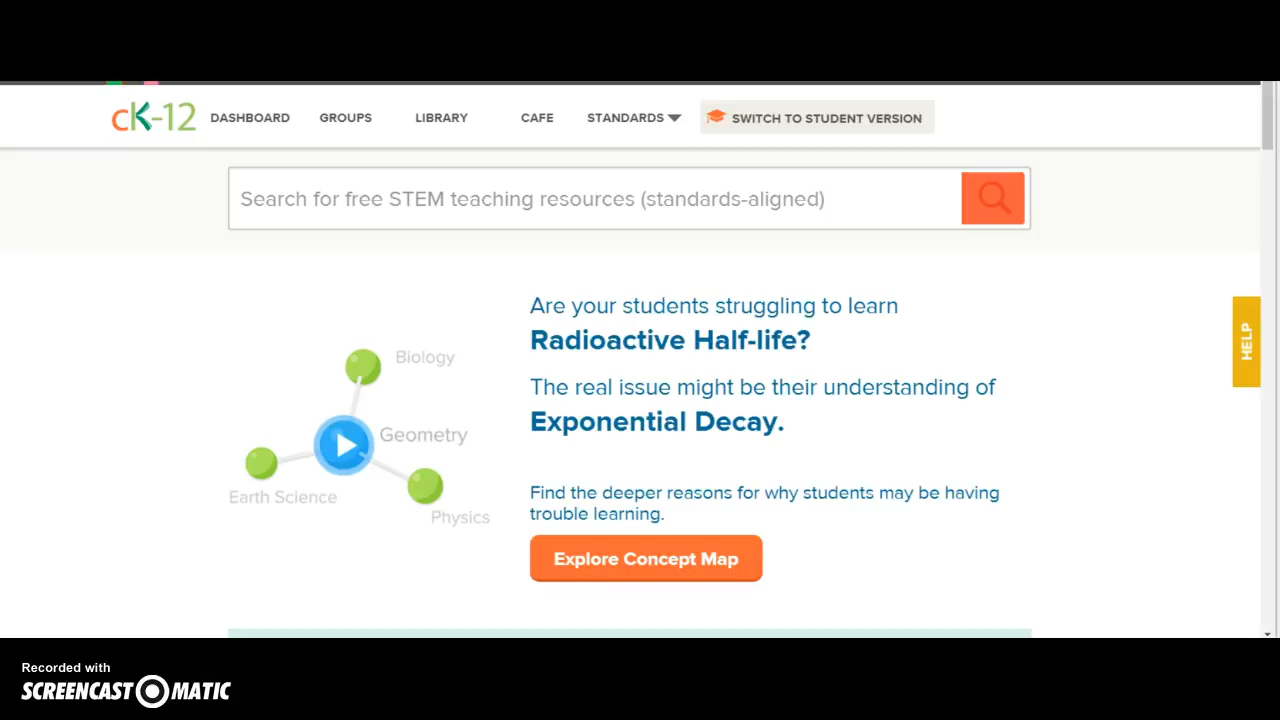 cK-12 DASHBOARD GROUPS LIBRARY CAFE STANDARDS SWITCH TO STUDENT VERSION
Search for free STEM teaching resources (standards-aligned)
Are your students struggling to learn
Radioactive Half-life?
The real issue might be their understanding of
Exponential Decay.
Find the deeper reasons for why students may be having
trouble learning.
Explore Concept Map
Biology
Geometry
Earth Science
Physics
HELP
Recorded with
SCREENCAST MATIC